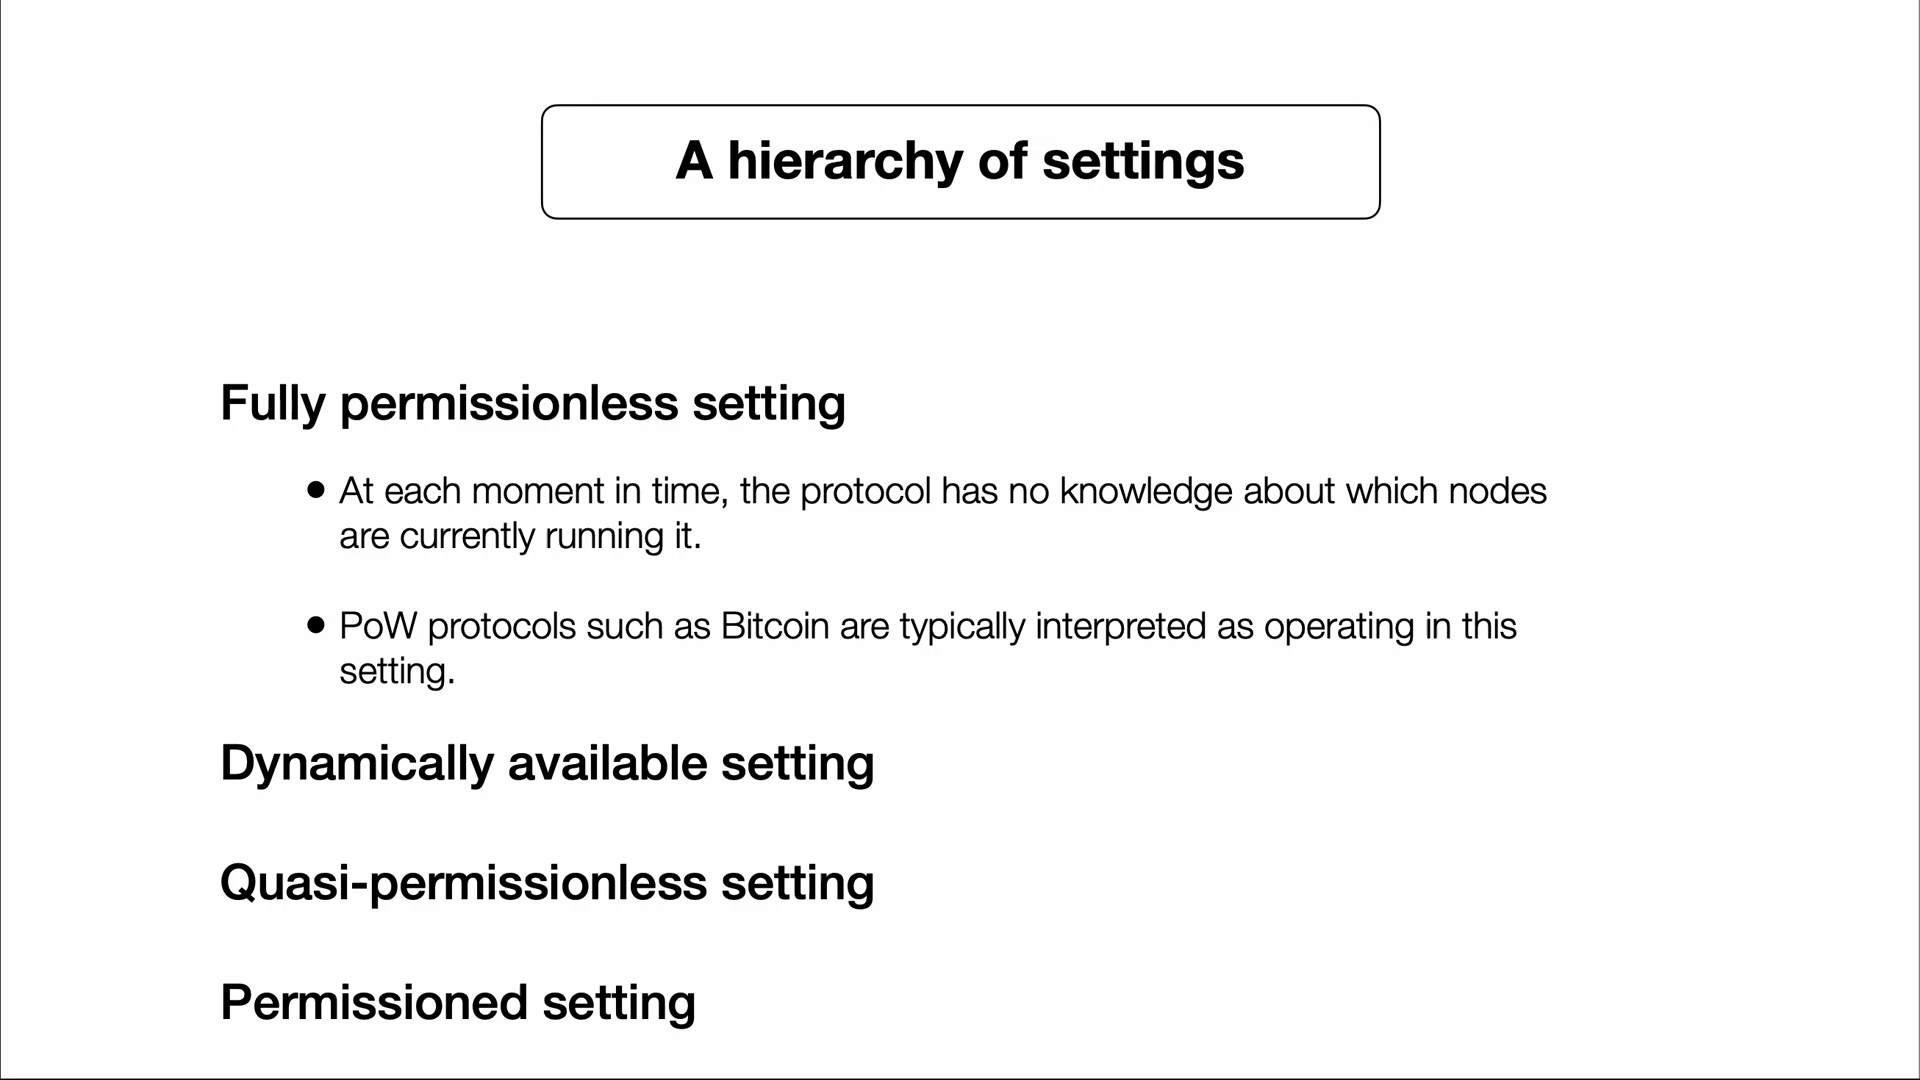 A hierarchy of settings
Fully permissionless setting
• At each moment in time, the protocol has no knowledge about which nodes
are currently running it.
• PoW protocols such as Bitcoin are typically interpreted as operating in this
setting.
Dynamically available setting
Quasi-permissionless setting
Permissioned setting